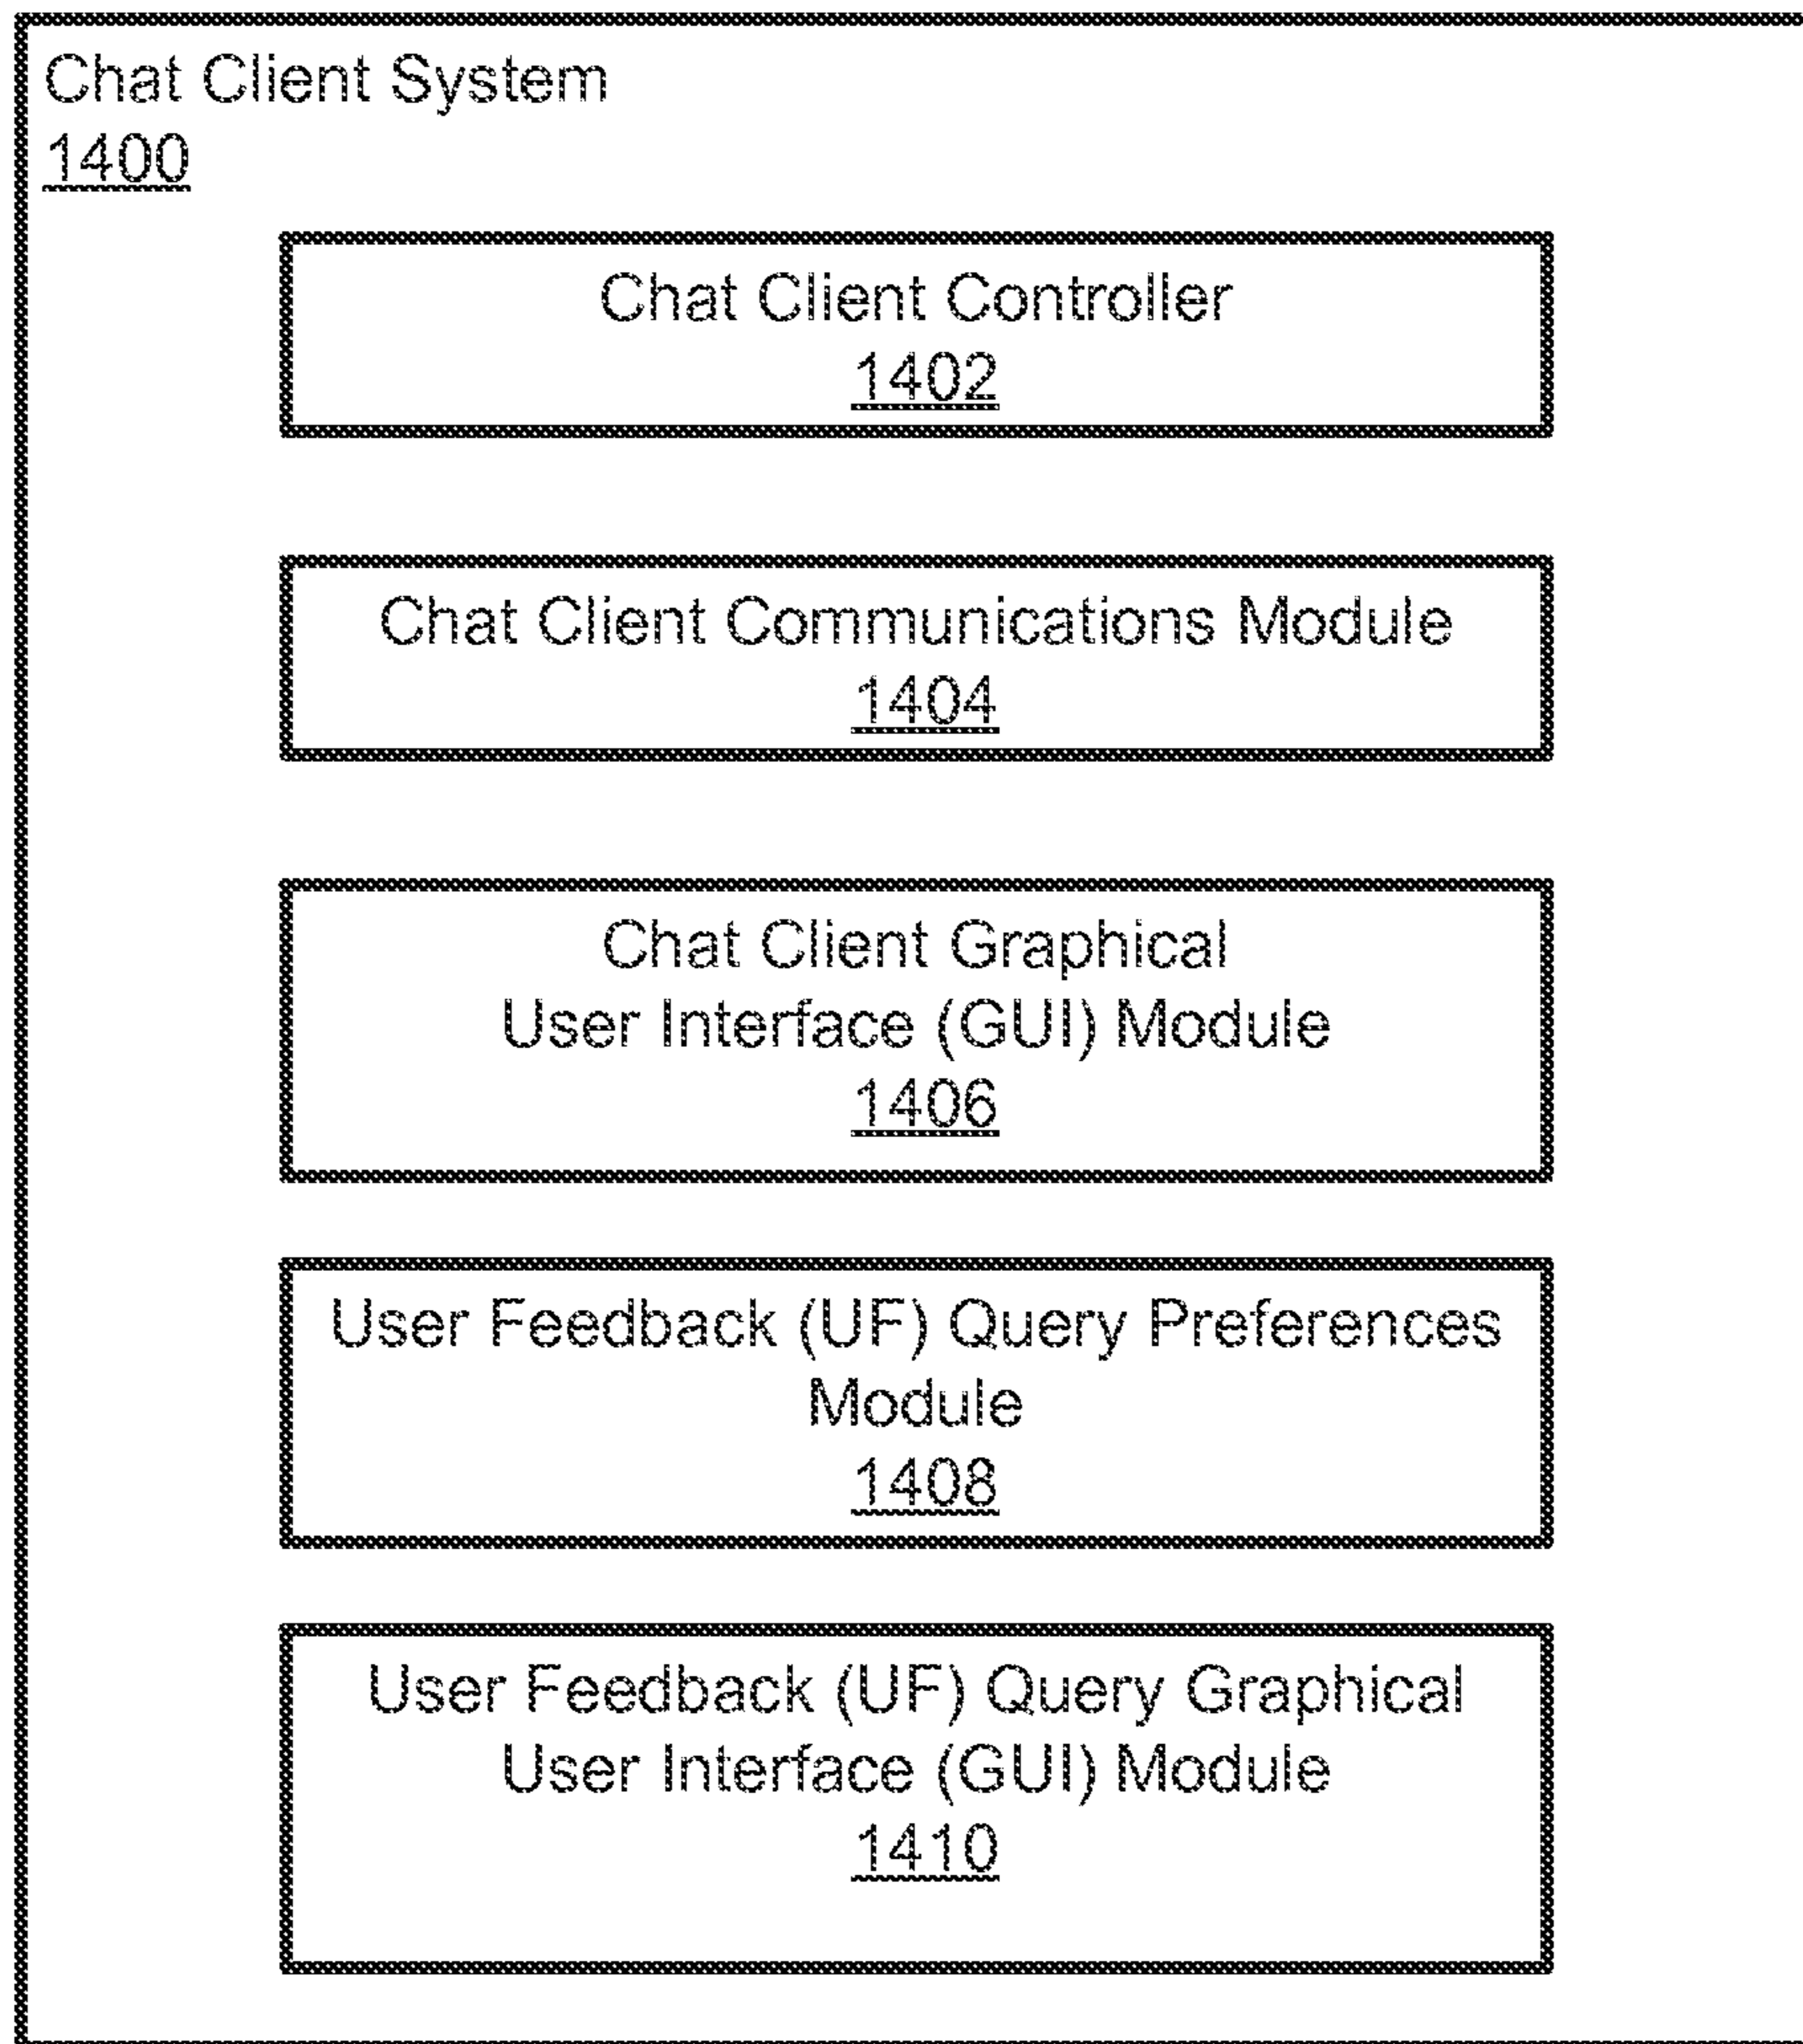 Chat Client System
1400
Chat Client Controller
1402
Chat Client Communications Module
1404
Chat Client Graphical
User Interface (GUI) Module
1406
User Feedback (UF) Query Preferences
Module
1408
User Feedback (UF) Query Graphical
User Interface (GUI) Module
1410